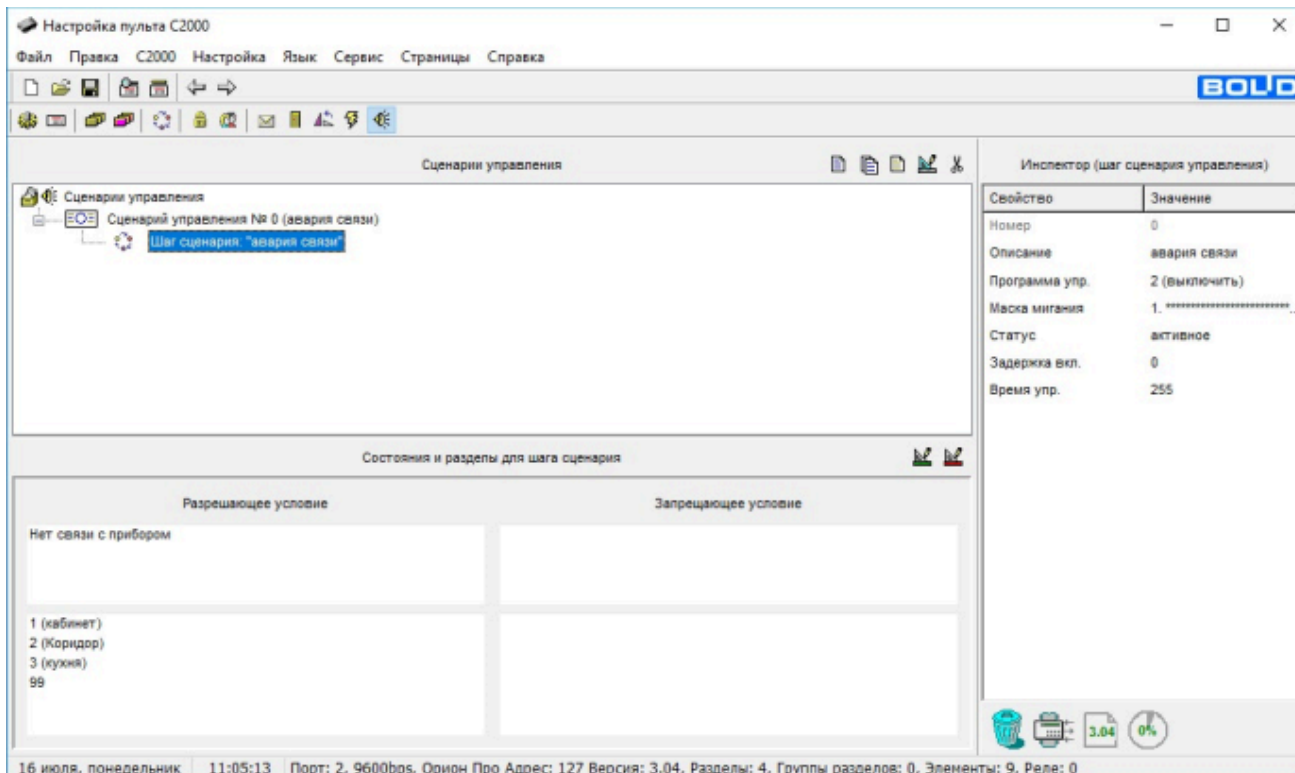 Настройка пульта С2000
Файл Правка С2000 Настройка Язык Сервис Страницы Справка
BOLID
Сценарии управления
Сценарии управления
Сценарий управления № 0 (авария связи)
Шаг сценария: "авария связи"
Состояния и разделы для шага сценария
Разрешающее условие Запрещающее условие
Нет связи с прибором
1 (кабинет)
2 (Коридор)
3 (кухня)
99
Инспектор (шаг сценария управления)
Свойство Значение
Номер 0
Описание авария связи
Программа упр. 2 (выключить)
Маска мигания 1. **************************...
Статус активное
Задержка вкл. 0
Время упр. 255
3.04 0%
16 июля, понедельник 11:05:13 Порт: 2, 9600bps, Орион Про Адрес: 127 Версия: 3.04, Разделы: 4, Группы разделов: 0, Элементы: 9, Реле: 0